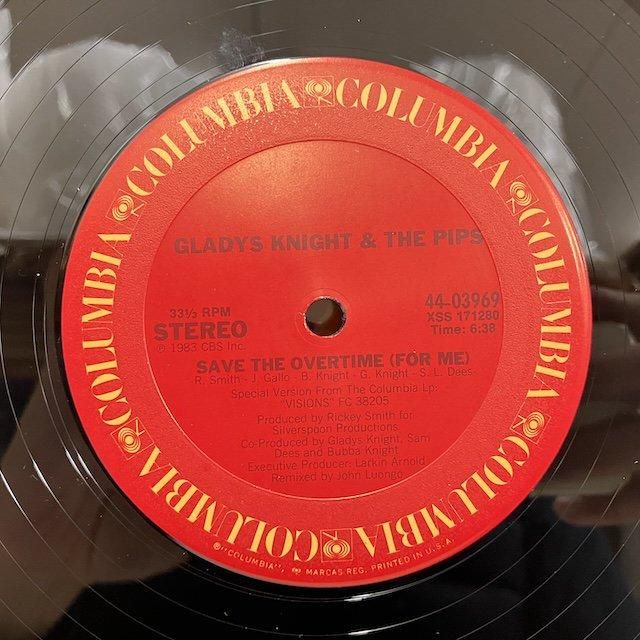 COLUMBIA COLUMBIA COLUMBIA COLUMBIA COLUMBIA COLUMBIA COLUMBIA COLUMBIA
GLADYS KNIGHT & THE PIPS
33⅓ RPM
STEREO
℗ 1983 CBS Inc.
44-03969
XSS 171280
Time: 6:38
SAVE THE OVERTIME (FOR ME)
R. Smith - J. Gallo - B. Knight - G. Knight - S. L. Dees-
Special Version From The Columbia Lp:
"VISIONS" FC 38205
Produced by Rickey Smith for
Silverspoon Productions
Co-Produced by Gladys Knight, Sam
Dees and Bubba Knight
Executive Producer: Larkin Arnold
Remixed by John Luongo
®"COLUMBIA", MARCAS REG. PRINTED IN U.S.A.